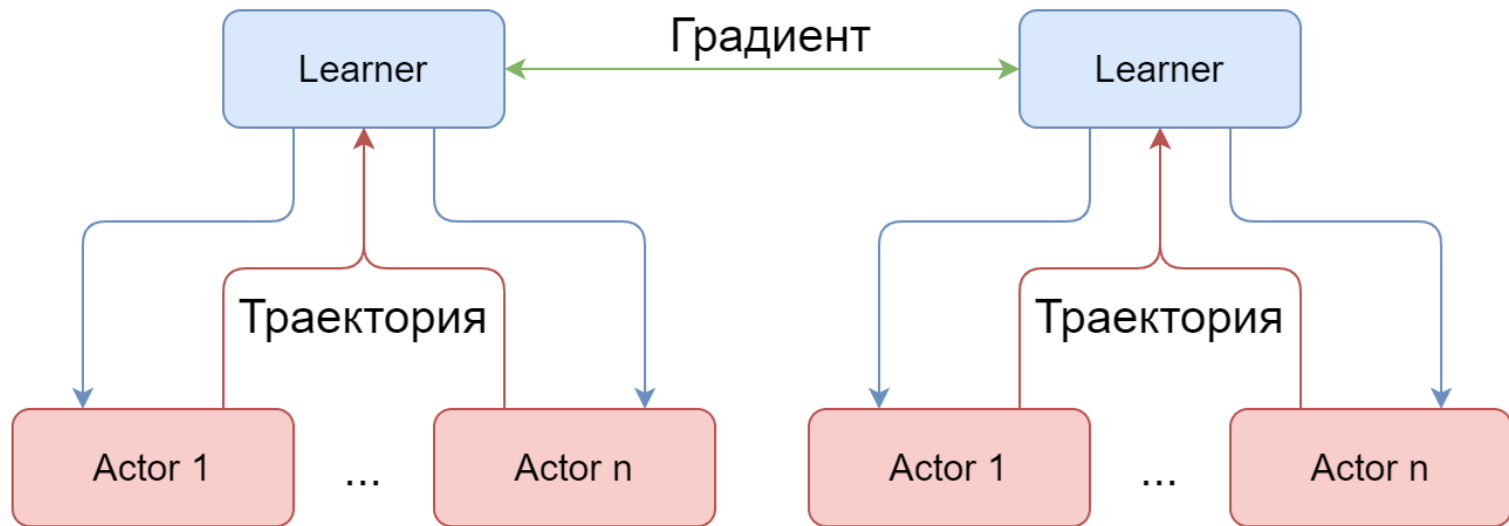 Градиент
Learner
Learner
Траектория
Траектория
Actor 1
...
Actor n
Actor 1
...
Actor n